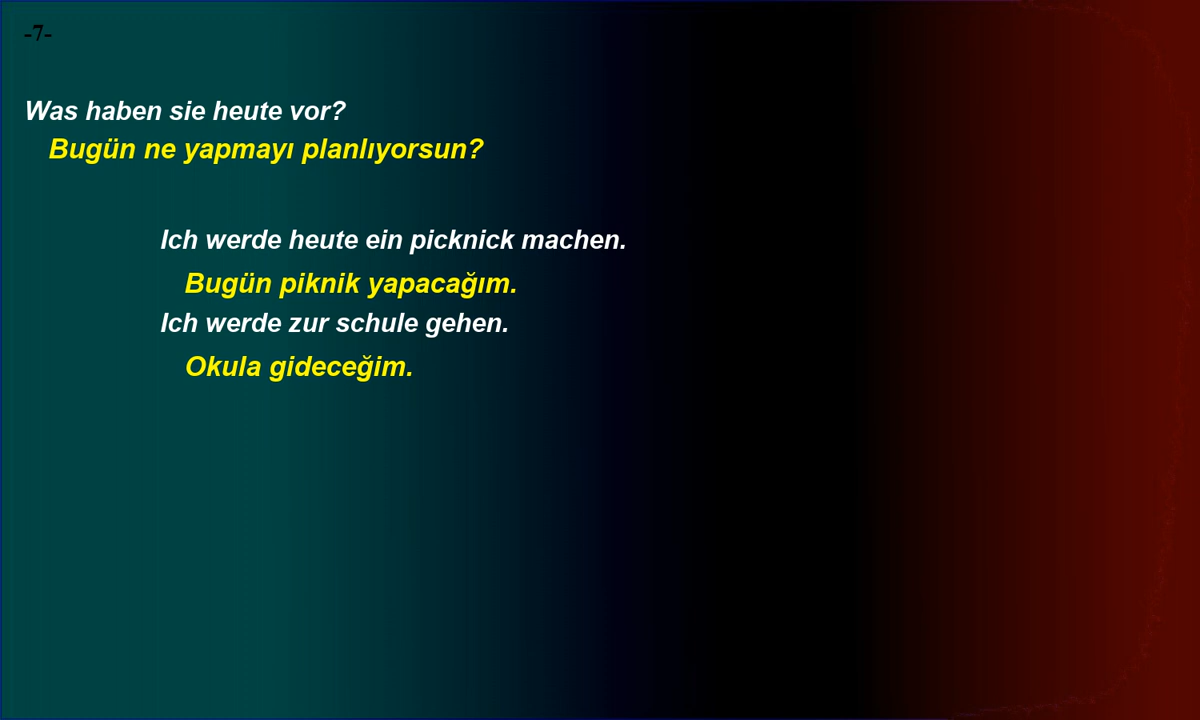 -7-
Was haben sie heute vor?
Bugün ne yapmayı planlıyorsun?
Ich werde heute ein picknick machen.
Bugün piknik yapacağım.
Ich werde zur schule gehen.
Okula gideceğim.